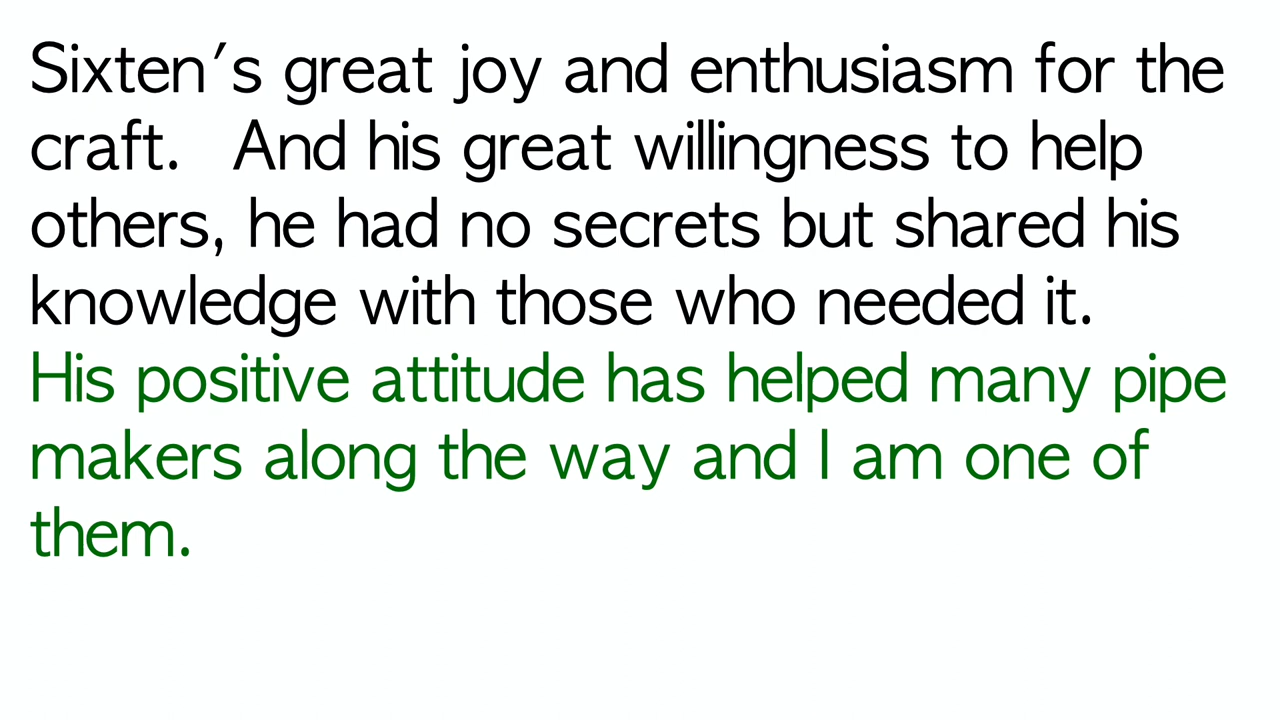 Sixten′s great joy and enthusiasm for the
craft.   And his great willingness to help
others, he had no secrets but shared his
knowledge with those who needed it.
His positive attitude has helped many pipe
makers along the way and I am one of
them.